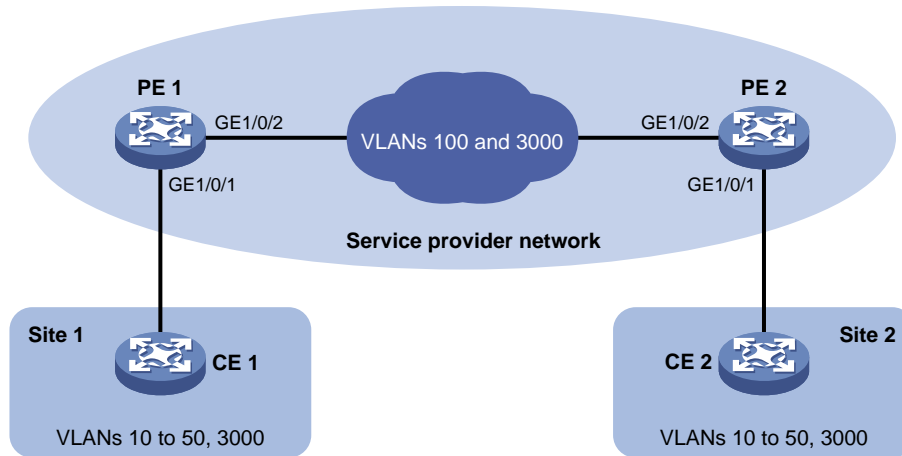 PE 1
PE 2
GE1/0/2
VLANs 100 and 3000
GE1/0/2
GE1/0/1
GE1/0/1
Service provider network
Site 1
CE 1
VLANs 10 to 50, 3000
Site 2
CE 2
VLANs 10 to 50, 3000